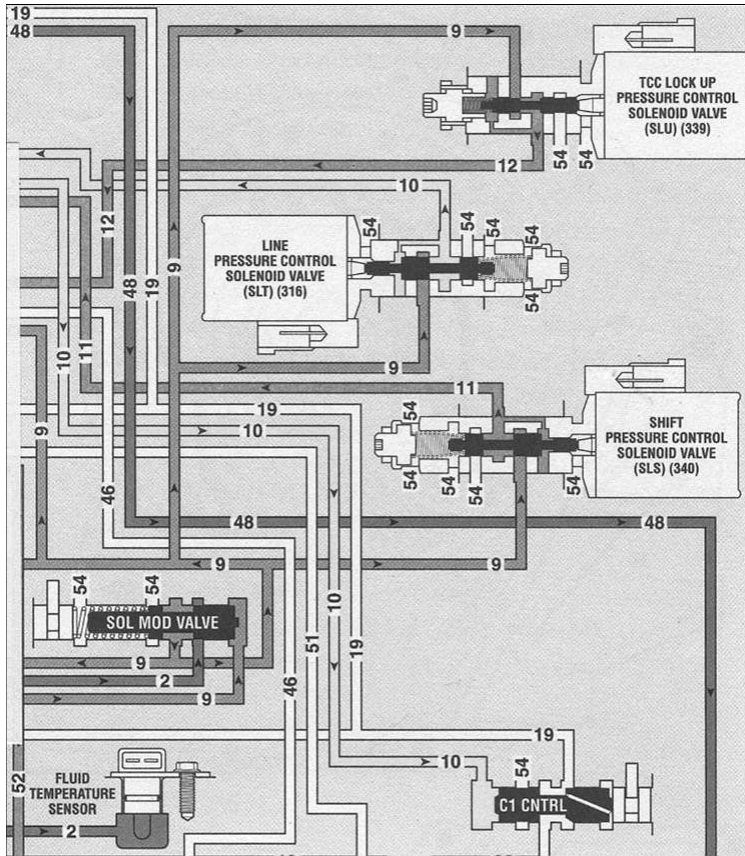 19
48
9
TCC LOCK UP
PRESSURE CONTROL
SOLENOID VALVE
(SLU) (339)
12
54
54
10
12
54
54
54
54
54
LINE
PRESSURE CONTROL
SOLENOID VALVE
(SLT) (316)
9
48
19
10
11
9
11
19
10
54
SHIFT
PRESSURE CONTROL
SOLENOID VALVE
(SLS) (340)
9
54
54
54
54
46
48
48
9
9
54
54
SOL MOD VALVE
10
51
19
46
9
2
9
19
10
54
52
FLUID
TEMPERATURE
SENSOR
2
C1 CNTRL